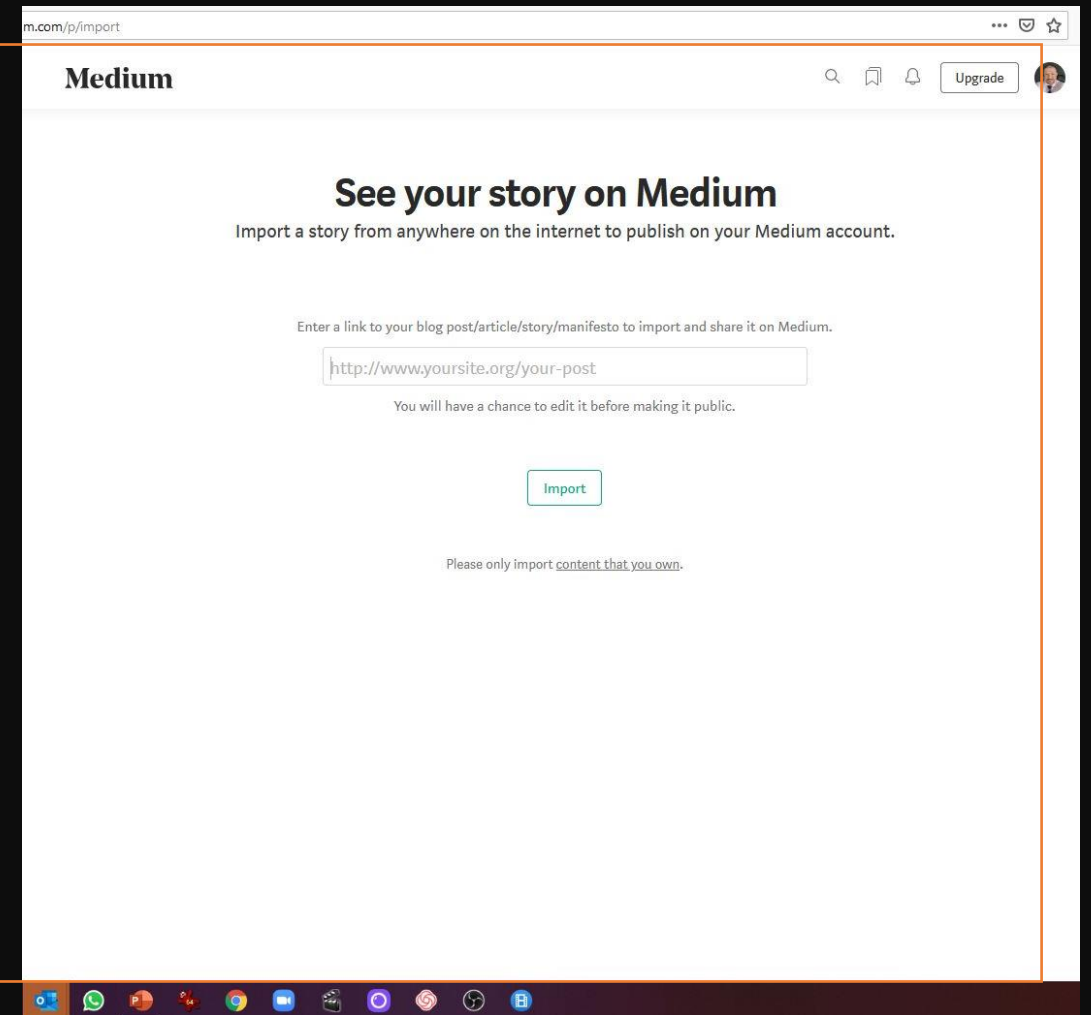 m.com/p/import
Medium
Upgrade
See your story on Medium
Import a story from anywhere on the internet to publish on your Medium account.
Enter a link to your blog post/article/story/manifesto to import and share it on Medium.
http://www.yoursite.org/your-post
You will have a chance to edit it before making it public.
Import
Please only import content that you own.